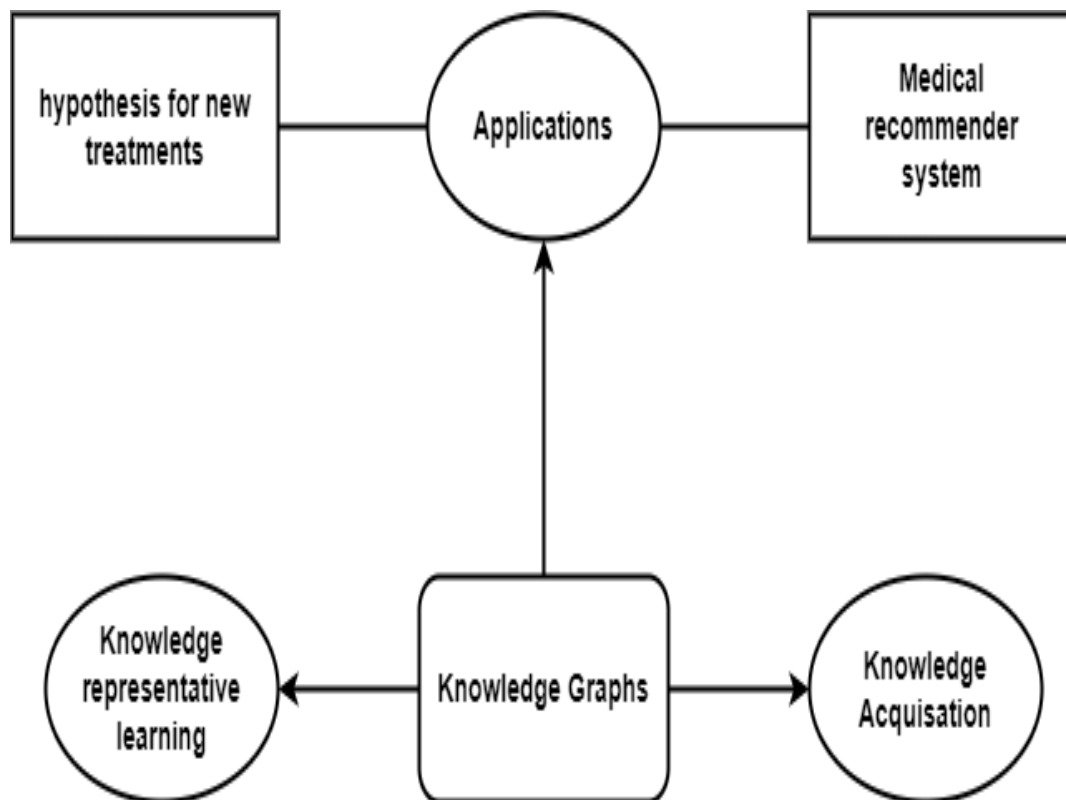 hypothesis for new
treatments
Applications
Medical
recommender
system
Knowledge
representative
learning
Knowledge Graphs
Knowledge
Acquisation